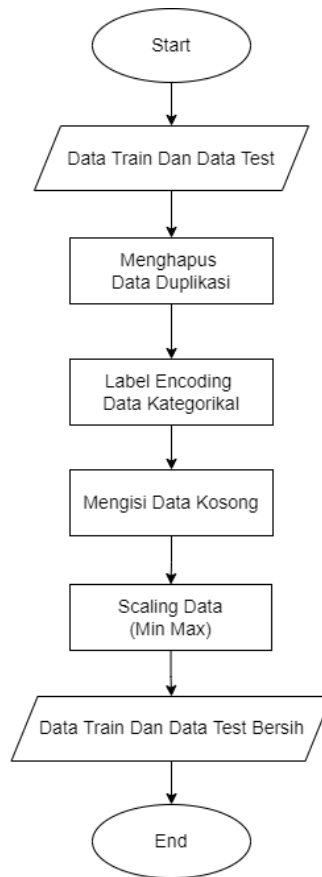 Start
Data Train Dan Data Test
Menghapus
Data Duplikasi
Label Encoding
Data Kategorikal
Mengisi Data Kosong
Scaling Data
(Min Max)
Data Train Dan Data Test Bersih
End